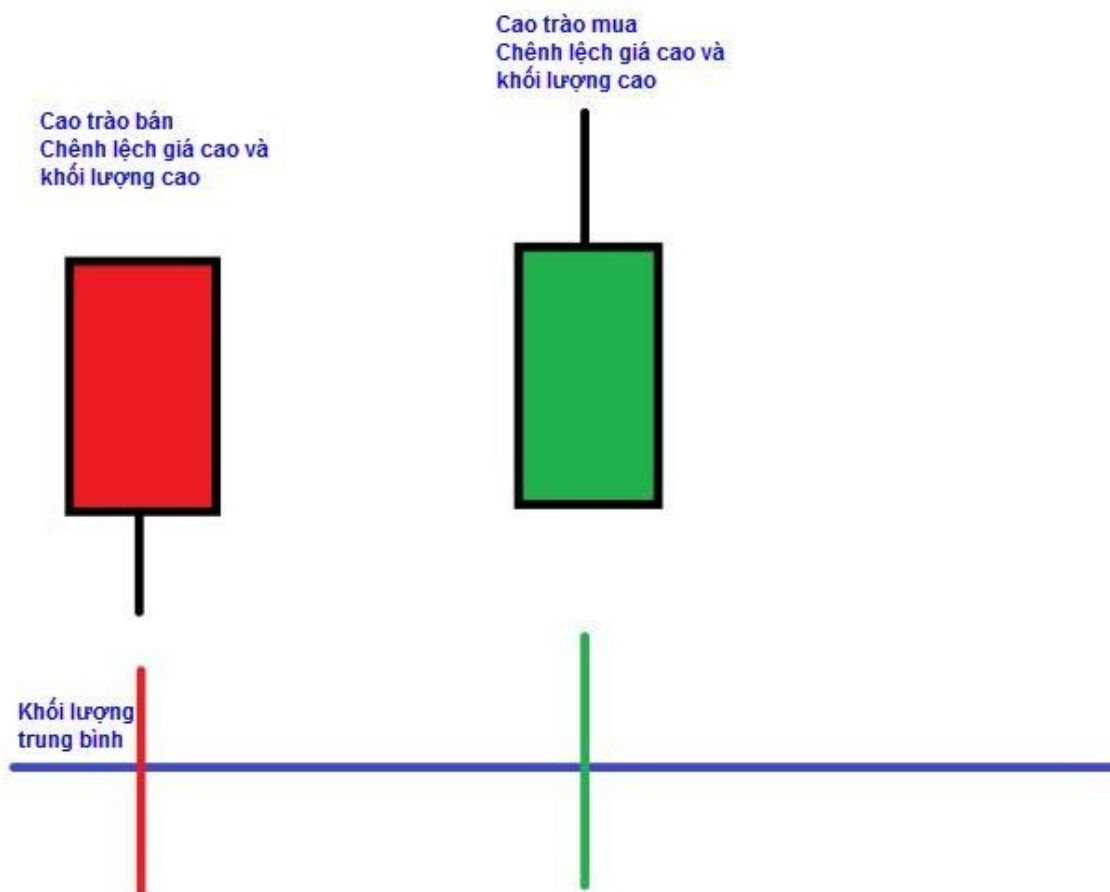 Cao trào mua
Chênh lệch giá cao và
khối lượng cao
Cao trào bán
Chênh lệch giá cao và
khối lượng cao
Khối lượng
trung bình